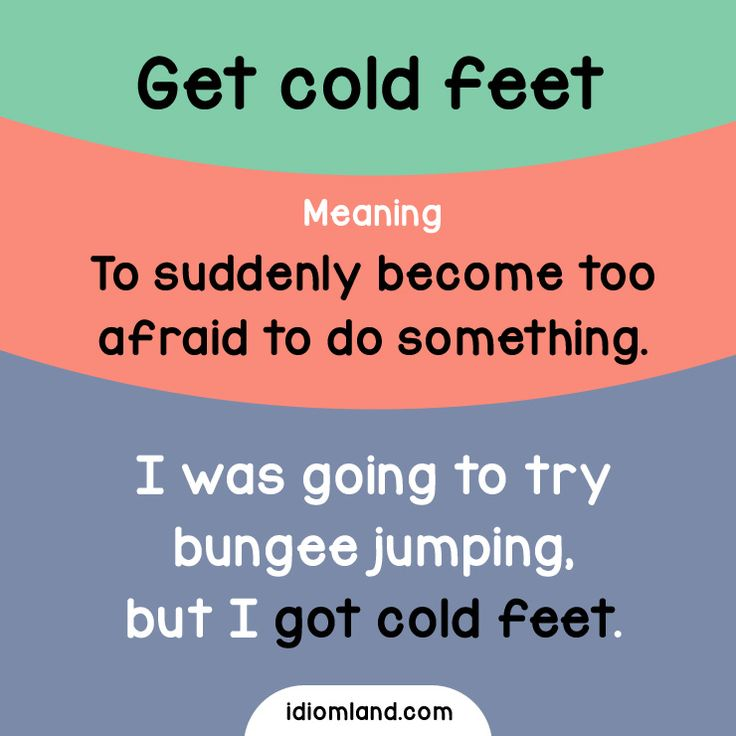 Get cold feet
Meaning
To suddenly become too
afraid to do something.
I was going to try
bungee jumping,
but I got cold feet.
idiomland.com